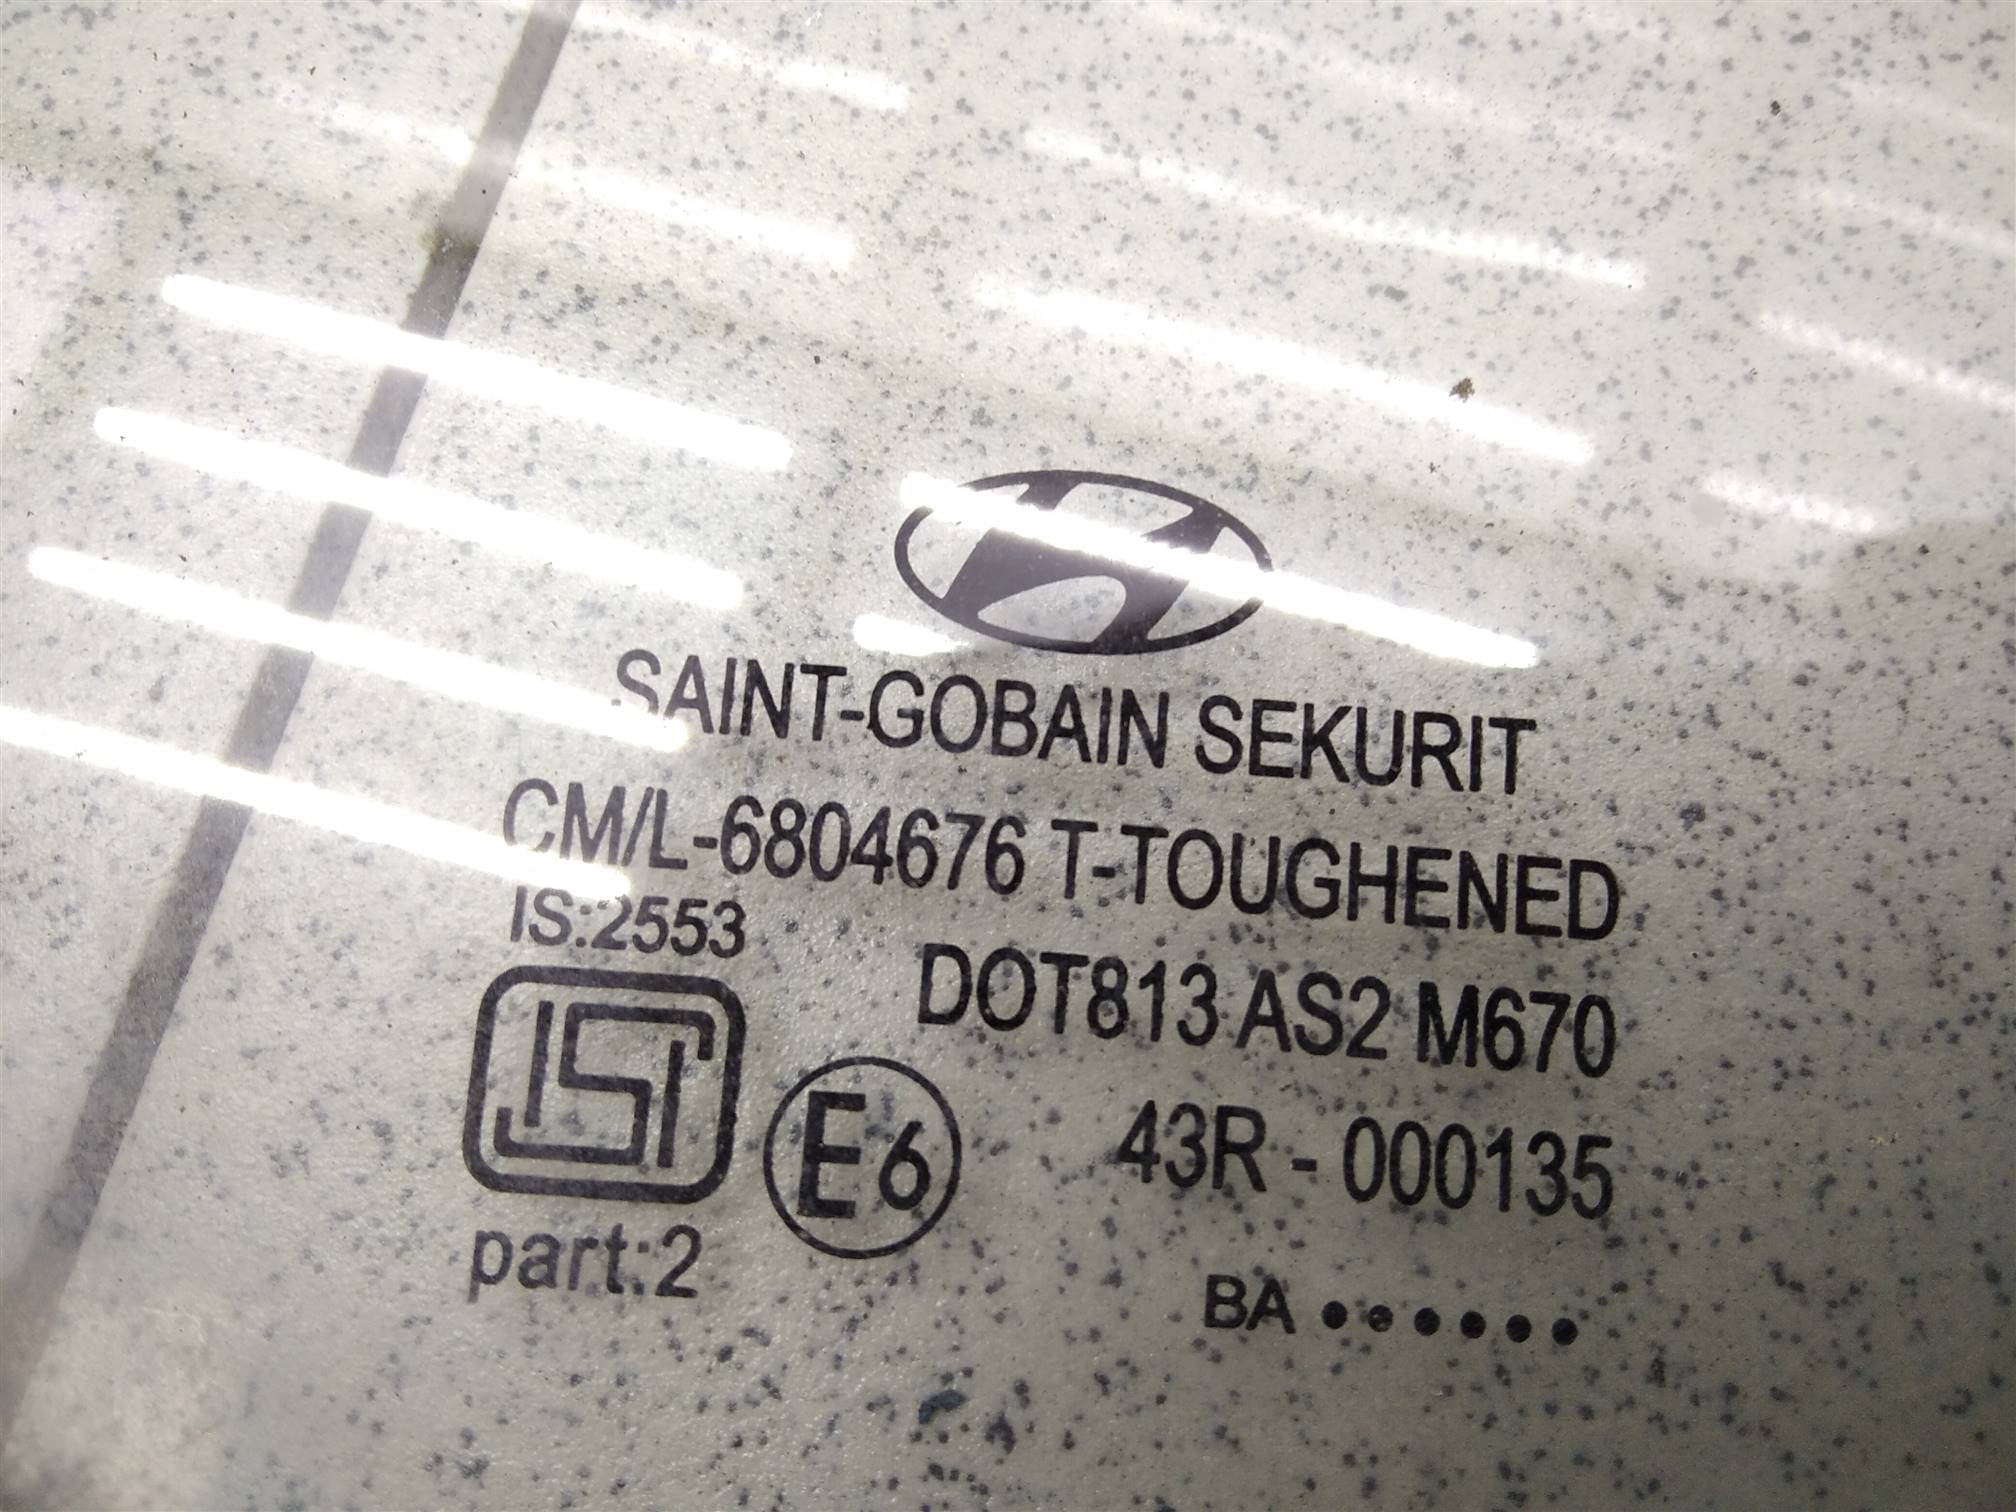 SAINT-GOBAIN SEKURIT
CM/L-6804676 T-TOUGHENED
IS:2553
DOT813 AS2 M670
E6
43R - 000135
part:2
BA ••••••